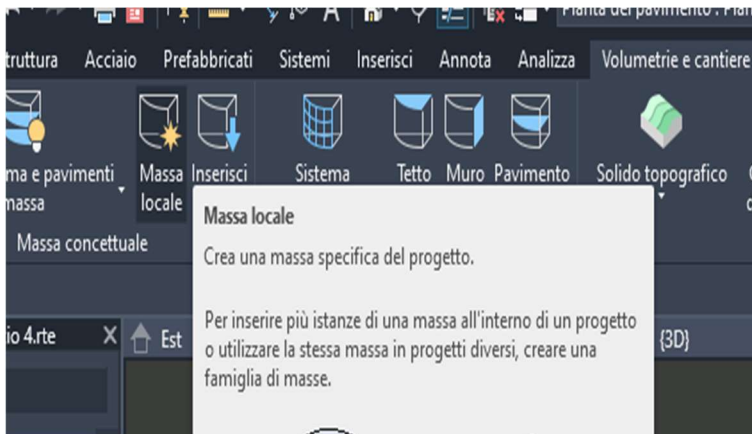 Pianta del pavimento : Pian
truttura Acciaio Prefabbricati Sistemi Inserisci Annota Analizza Volumetrie e cantiere
ma e pavimenti Massa Inserisci Sistema Tetto Muro Pavimento Solido topografico
massa locale
Massa concettuale
Massa locale
Crea una massa specifica del progetto.
Per inserire più istanze di una massa all'interno di un progetto
o utilizzare la stessa massa in progetti diversi, creare una
famiglia di masse.
io 4.rte Est {3D}